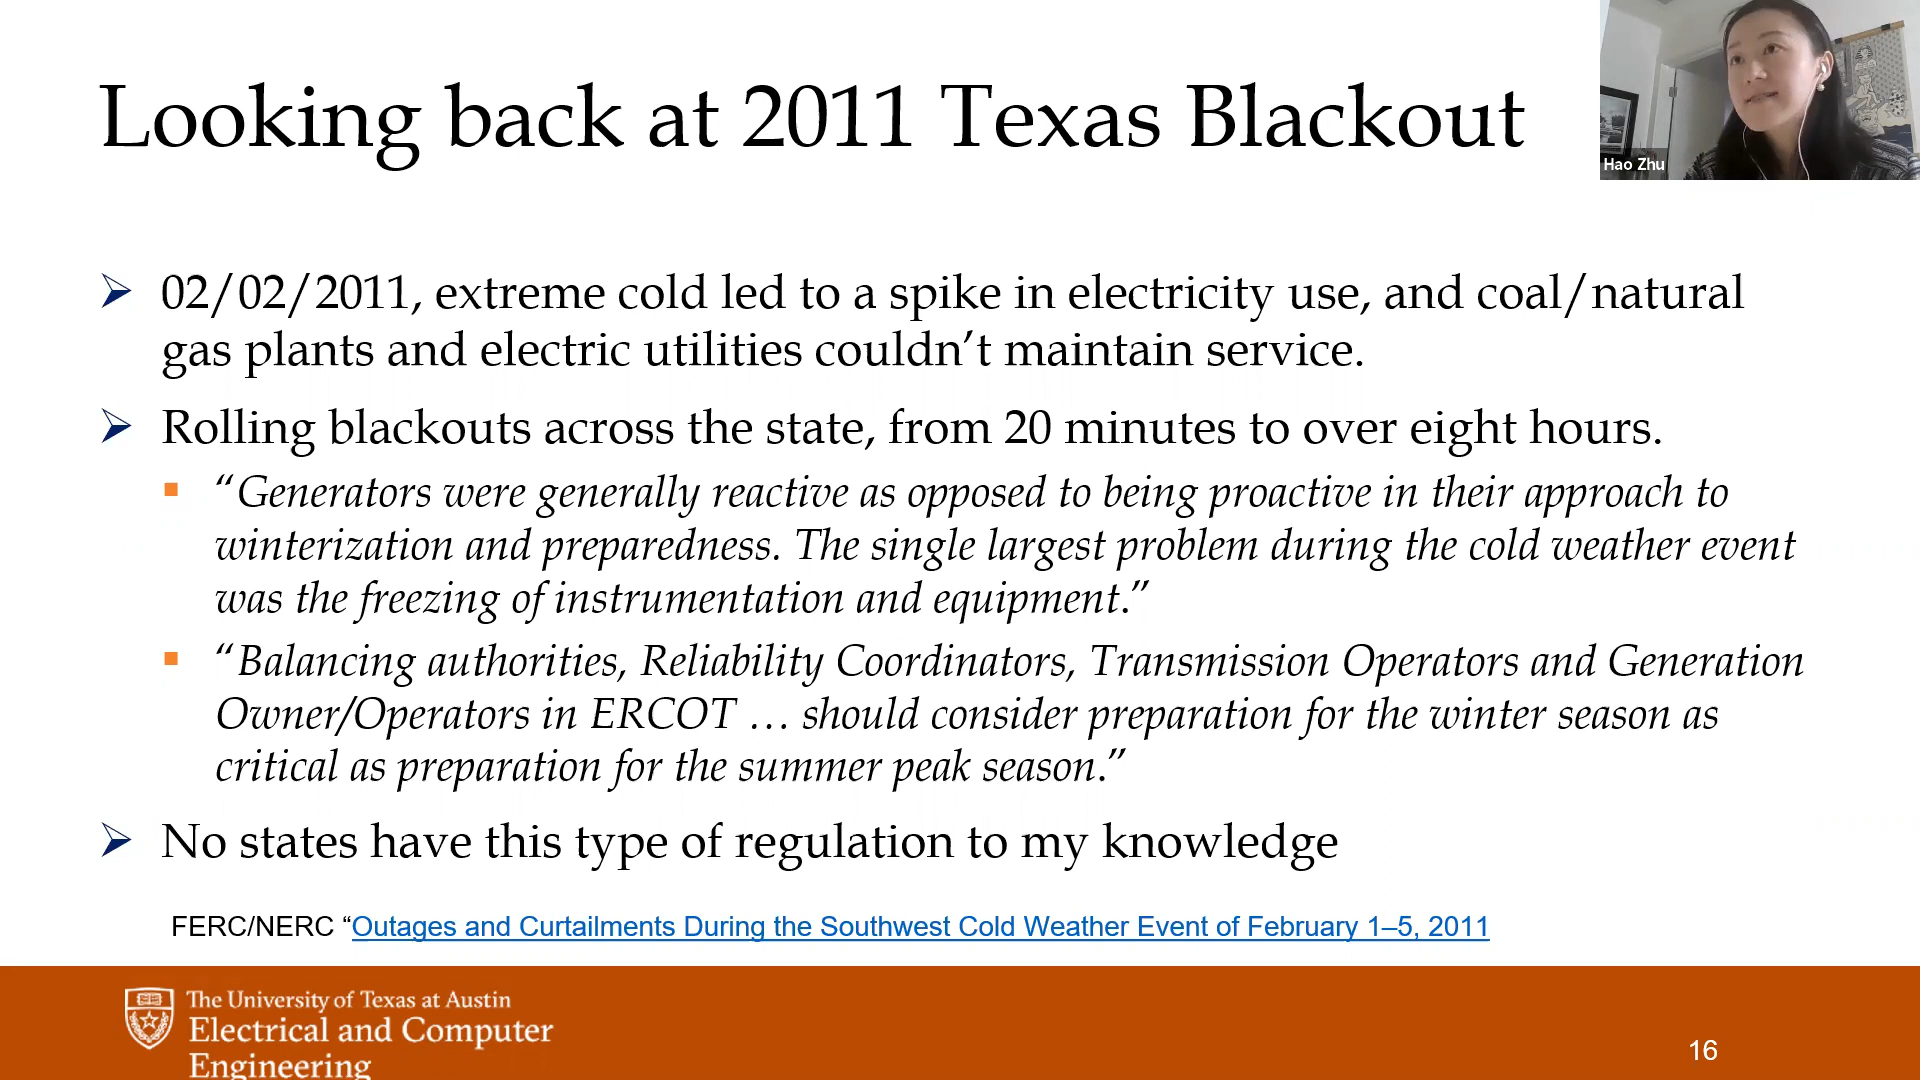 Looking back at 2011 Texas Blackout
Hao Zhu
02/02/2011, extreme cold led to a spike in electricity use, and coal/natural
gas plants and electric utilities couldn’t maintain service.
Rolling blackouts across the state, from 20 minutes to over eight hours.
“Generators were generally reactive as opposed to being proactive in their approach to
winterization and preparedness. The single largest problem during the cold weather event
was the freezing of instrumentation and equipment.”
“Balancing authorities, Reliability Coordinators, Transmission Operators and Generation
Owner/Operators in ERCOT … should consider preparation for the winter season as
critical as preparation for the summer peak season.”
No states have this type of regulation to my knowledge
FERC/NERC “Outages and Curtailments During the Southwest Cold Weather Event of February 1–5, 2011
The University of Texas at Austin
Electrical and Computer
Engineering
16